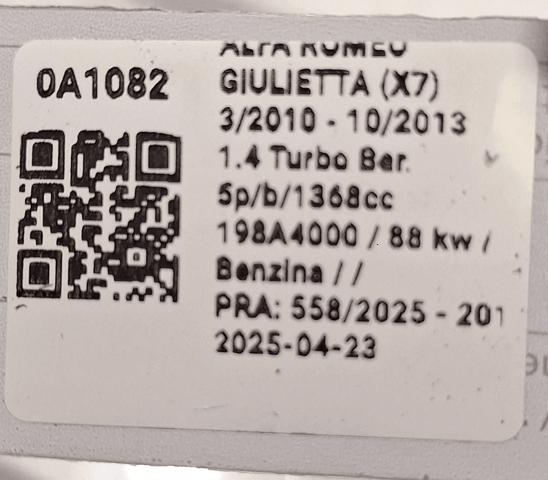 ALFA ROMEO
0A1082
GIULIETTA (X7)
3/2010 - 10/2013
1.4 Turbo Ber.
5p/b/1368cc
198A4000 / 88 kw /
Benzina / /
PRA: 558/2025 - 201
2025-04-23